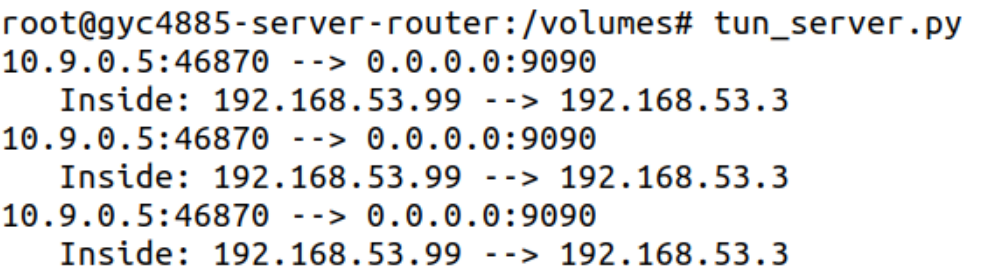 root@gyc4885-server-router:/volumes# tun_server.py
10.9.0.5:46870 --> 0.0.0.0:9090
   Inside: 192.168.53.99 --> 192.168.53.3
10.9.0.5:46870 --> 0.0.0.0:9090
   Inside: 192.168.53.99 --> 192.168.53.3
10.9.0.5:46870 --> 0.0.0.0:9090
   Inside: 192.168.53.99 --> 192.168.53.3